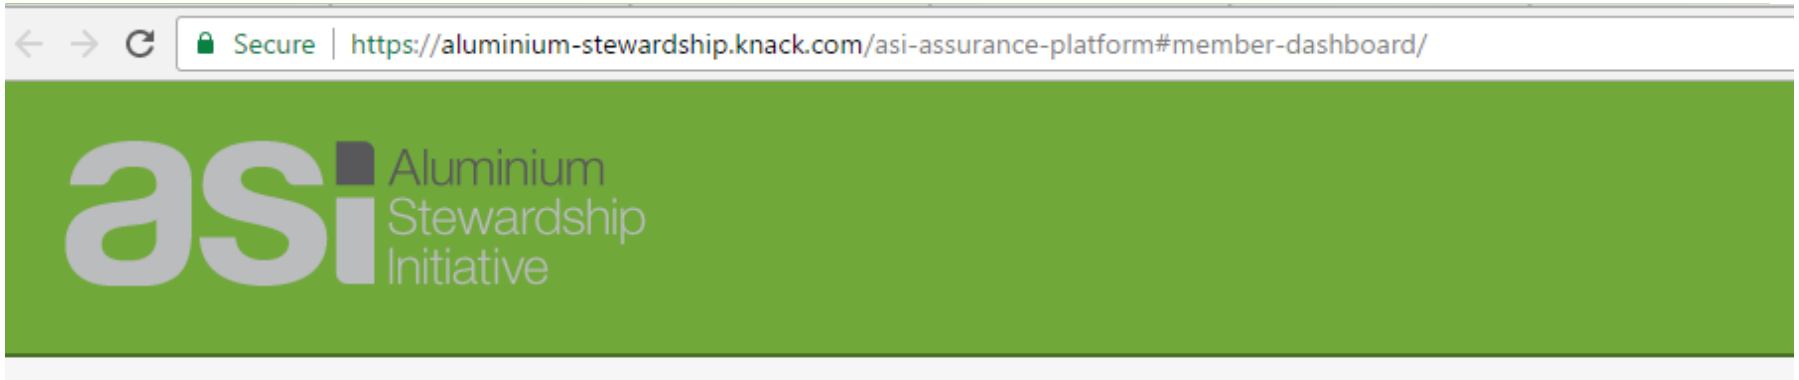 Secure | https://aluminium-stewardship.knack.com/asi-assurance-platform#member-dashboard/
asi
Aluminium
Stewardship
Initiative